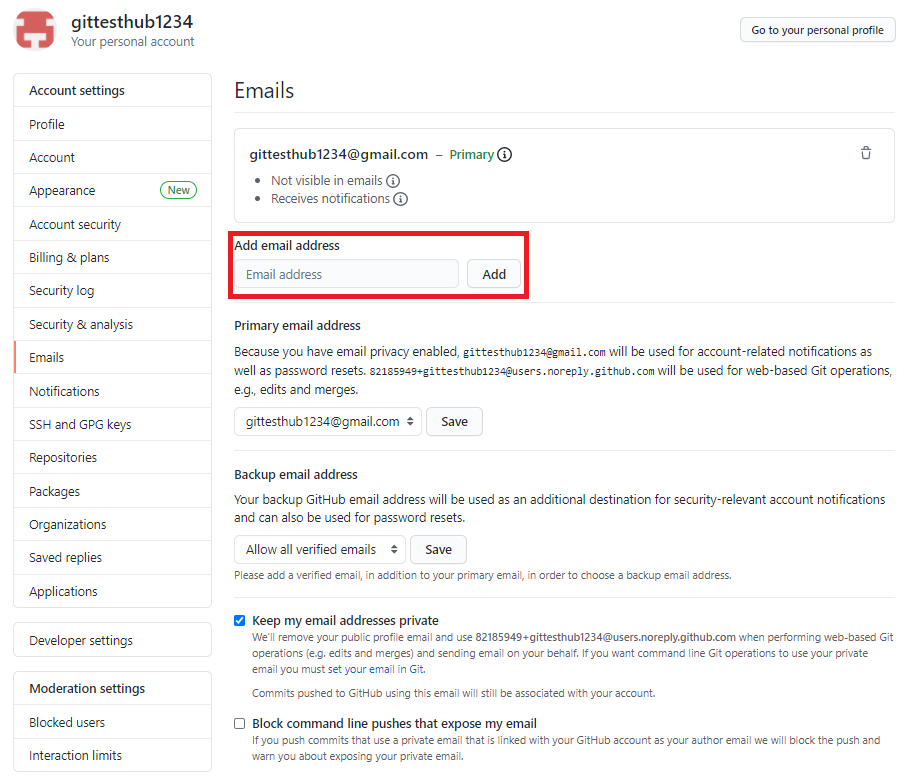 gittesthub1234
Your personal account
Go to your personal profile
Account settings
Profile
Account
Appearance New
Account security
Billing & plans
Security log
Security & analysis
Emails
Notifications
SSH and GPG keys
Repositories
Packages
Organizations
Saved replies
Applications
Developer settings
Moderation settings
Blocked users
Interaction limits
Emails
gittesthub1234@gmail.com – Primary
• Not visible in emails
• Receives notifications
Add email address
Email address Add
Primary email address
Because you have email privacy enabled, gittesthub1234@gmail.com will be used for account-related notifications as
well as password resets. 82185949+gittesthub1234@users.noreply.github.com will be used for web-based Git operations,
e.g., edits and merges.
gittesthub1234@gmail.com Save
Backup email address
Your backup GitHub email address will be used as an additional destination for security-relevant account notifications
and can also be used for password resets.
Allow all verified emails Save
Please add a verified email, in addition to your primary email, in order to choose a backup email address.
Keep my email addresses private
We'll remove your public profile email and use 82185949+gittesthub1234@users.noreply.github.com when performing web-based Git
operations (e.g. edits and merges) and sending email on your behalf. If you want command line Git operations to use your private
email you must set your email in Git.
Commits pushed to GitHub using this email will still be associated with your account.
Block command line pushes that expose my email
If you push commits that use a private email that is linked with your GitHub account as your author email we will block the push and
warn you about exposing your private email.